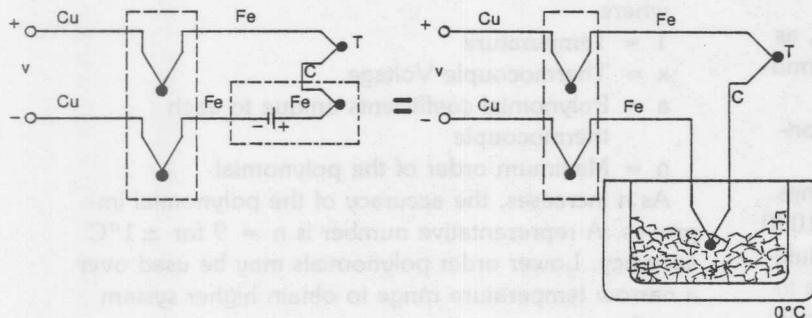 + Cu Fe T
v C
- Cu Fe - + Fe
=
+ Cu Fe T
v C
- Cu Fe
0°C
where
T = Temperature
x = Thermocouple Voltage
a = Polynomial coefficients unique to each
thermocouple
n = Maximum order of the polynomial
As n increases, the accuracy of the polynomial im-
A representative number is n = 9 for ± 1°C
Lower order polynomials may be used over
a narrow temperature range to obtain higher system